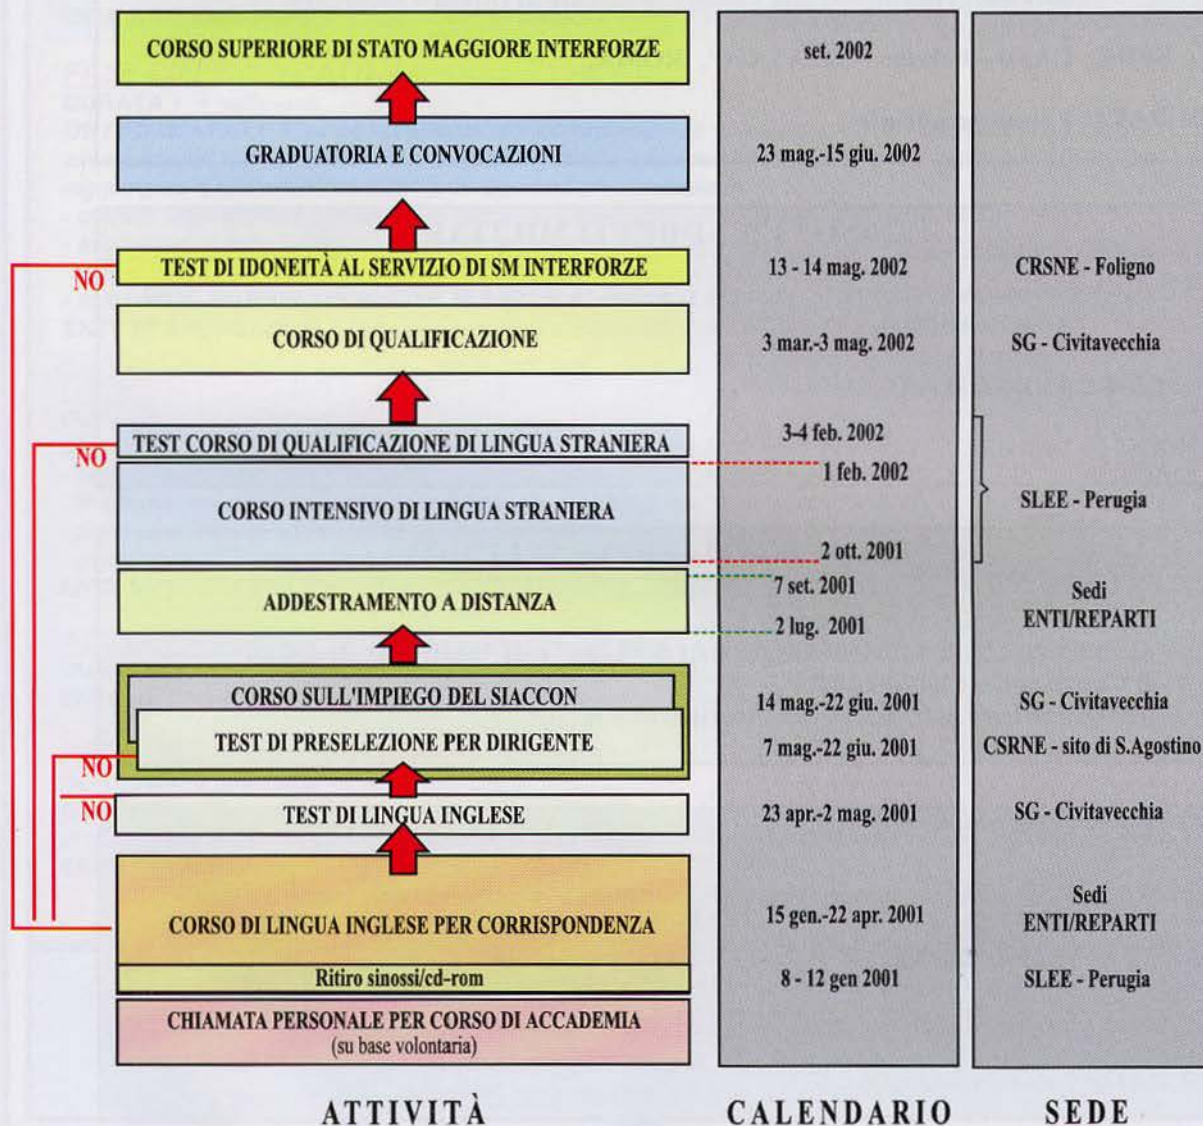 CORSO SUPERIORE DI STATO MAGGIORE INTERFORZE set. 2002
GRADUATORIA E CONVOCAZIONI 23 mag.-15 giu. 2002
NO TEST DI IDONEITÀ AL SERVIZIO DI SM INTERFORZE 13 - 14 mag. 2002 CRSNE - Foligno
CORSO DI QUALIFICAZIONE 3 mar.-3 mag. 2002 SG - Civitavecchia
NO TEST CORSO DI QUALIFICAZIONE DI LINGUA STRANIERA 3-4 feb. 2002
1 feb. 2002
CORSO INTENSIVO DI LINGUA STRANIERA SLEE - Perugia
2 ott. 2001
ADDESTRAMENTO A DISTANZA 7 set. 2001 Sedi
2 lug. 2001 ENTI/REPARTI
CORSO SULL'IMPIEGO DEL SIACCON 14 mag.-22 giu. 2001 SG - Civitavecchia
NO TEST DI PRESELEZIONE PER DIRIGENTE 7 mag.-22 giu. 2001 CSRNE - sito di S.Agostino
NO TEST DI LINGUA INGLESE 23 apr.-2 mag. 2001 SG - Civitavecchia
CORSO DI LINGUA INGLESE PER CORRISPONDENZA 15 gen.-22 apr. 2001 Sedi
ENTI/REPARTI
Ritiro sinossi/cd-rom 8 - 12 gen 2001 SLEE - Perugia
CHIAMATA PERSONALE PER CORSO DI ACCADEMIA
(su base volontaria)
ATTIVITÀ CALENDARIO SEDE